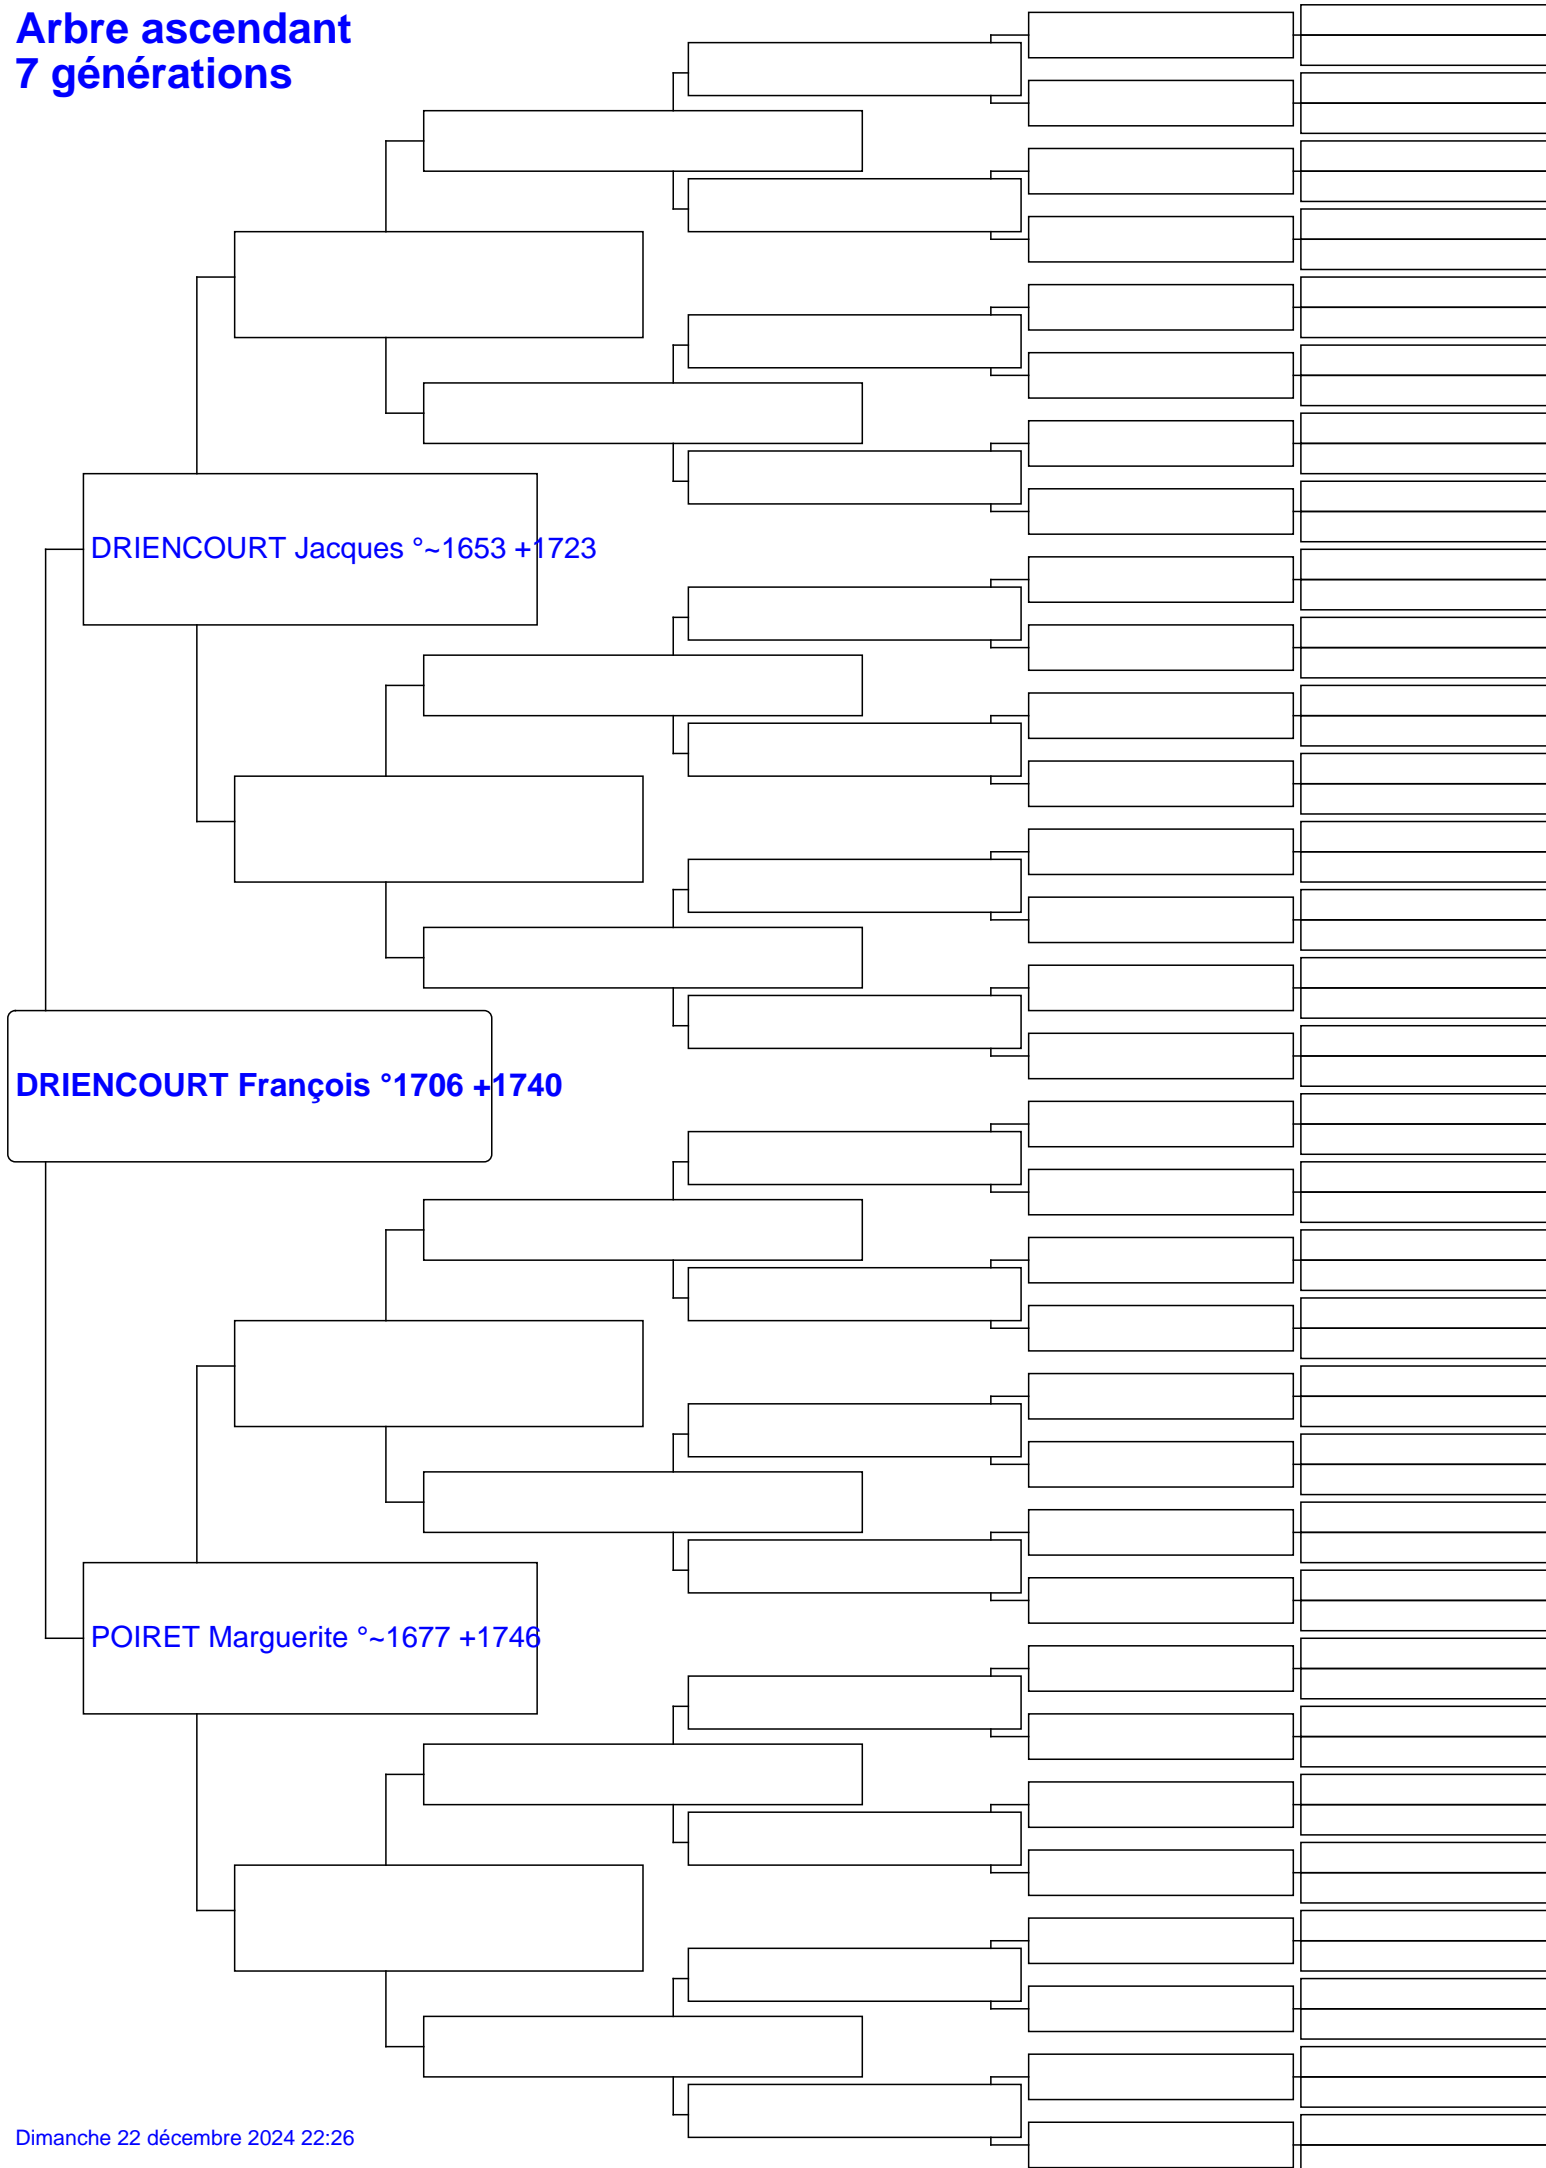 Arbre ascendant
7 générations
DRIENCOURT Jacques °~1653 +1723
DRIENCOURT François °1706 +1740
POIRET Marguerite °~1677 +1746
Dimanche 22 décembre 2024 22:26